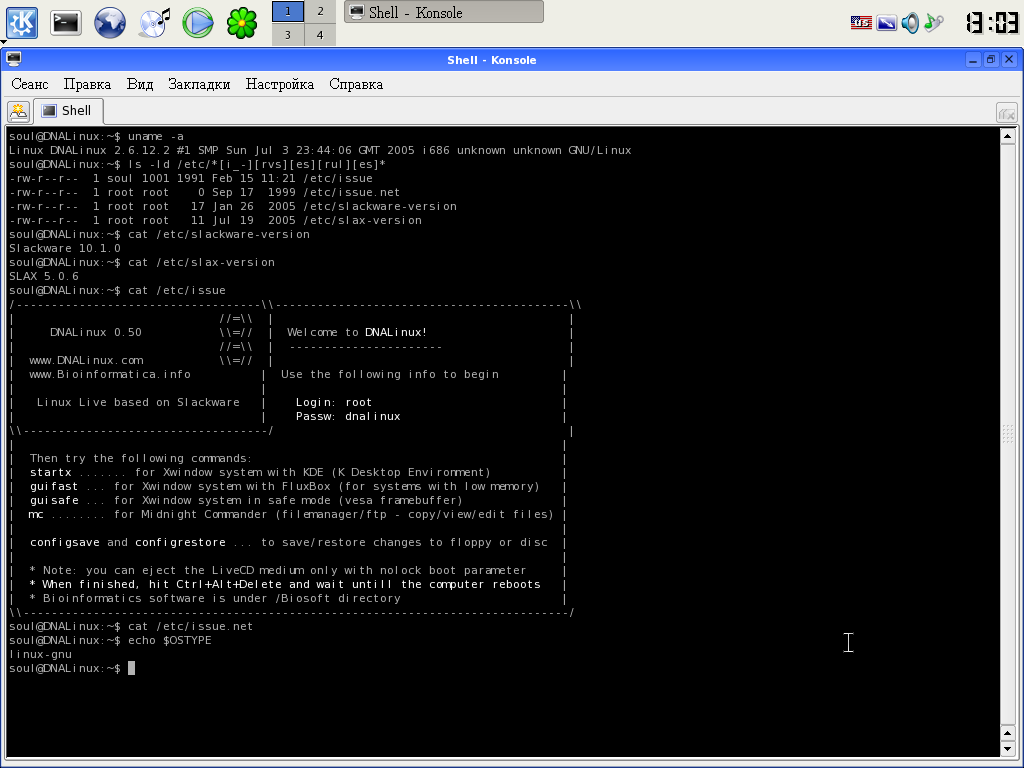 1 2
Shell - Konsole
3 4
us
13:03
Shell - Konsole
Сеанс Правка Вид Закладки Настройка Справка
Shell
soul@DNALinux:~$ uname -a
Linux DNALinux 2.6.12.2 #1 SMP Sun Jul 3 23:44:06 GMT 2005 i686 unknown unknown GNU/Linux
soul@DNALinux:~$ ls -ld /etc/*[i_-][rvs][es][rul][es]*
-rw-r--r--  1 soul 1001 1991 Feb 15 11:21 /etc/issue
-rw-r--r--  1 root root    0 Sep 17  1999 /etc/issue.net
-rw-r--r--  1 root root   17 Jan 26  2005 /etc/slackware-version
-rw-r--r--  1 root root   11 Jul 19  2005 /etc/slax-version
soul@DNALinux:~$ cat /etc/slackware-version
Slackware 10.1.0
soul@DNALinux:~$ cat /etc/slax-version
SLAX 5.0.6
soul@DNALinux:~$ cat /etc/issue
/-----------------------------------\\------------------------------------------\\
|                             //=\\  |                                          |
|     DNALinux 0.50           \\=//  |  Welcome to DNALinux!                    |
|                             //=\\  |  ----------------------                  |
|  www.DNALinux.com           \\=//  |                                          |
|  www.Bioinformatica.info          |  Use the following info to begin         |
|                                   |                                          |
|   Linux Live based on Slackware   |    Login:  root                          |
|                                   |    Passw:  dnalinux                      |
\\-----------------------------------/                                          |
|                                                                              |
|  Then try the following commands:                                            |
|  startx ....... for Xwindow system with KDE (K Desktop Environment)          |
|  guifast ... for Xwindow system with FluxBox (for systems with low memory)   |
|  guisafe ... for Xwindow system in safe mode (vesa framebuffer)              |
|  mc ........ for Midnight Commander (filemanager/ftp - copy/view/edit files) |
|                                                                              |
|  configsave and configrestore ... to save/restore changes to floppy or disc  |
|                                                                              |
|  * Note: you can eject the LiveCD medium only with nolock boot parameter     |
|  * When finished, hit Ctrl+Alt+Delete and wait untill the computer reboots   |
|  * Bioinformatics software is under /Biosoft directory                       |
\\------------------------------------------------------------------------------/
soul@DNALinux:~$ cat /etc/issue.net
soul@DNALinux:~$ echo $OSTYPE
linux-gnu
soul@DNALinux:~$